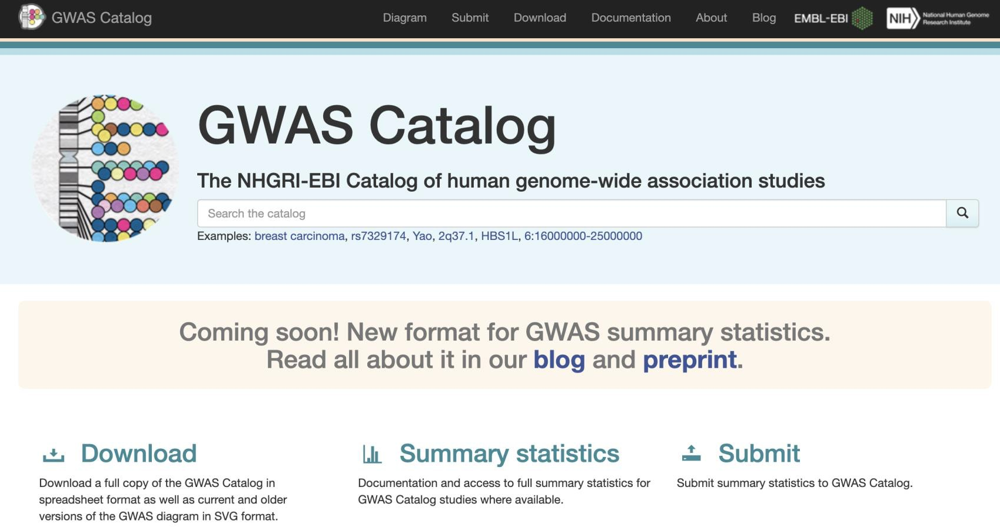 GWAS Catalog
Diagram Submit Download Documentation About Blog EMBL-EBI NIH National Human Genome
Research Institute
GWAS Catalog
The NHGRI-EBI Catalog of human genome-wide association studies
Search the catalog
Examples: breast carcinoma, rs7329174, Yao, 2q37.1, HBS1L, 6:16000000-25000000
Coming soon! New format for GWAS summary statistics.
Read all about it in our blog and preprint.
Download
Download a full copy of the GWAS Catalog in
spreadsheet format as well as current and older
versions of the GWAS diagram in SVG format.
Summary statistics
Documentation and access to full summary statistics for
GWAS Catalog studies where available.
Submit
Submit summary statistics to GWAS Catalog.